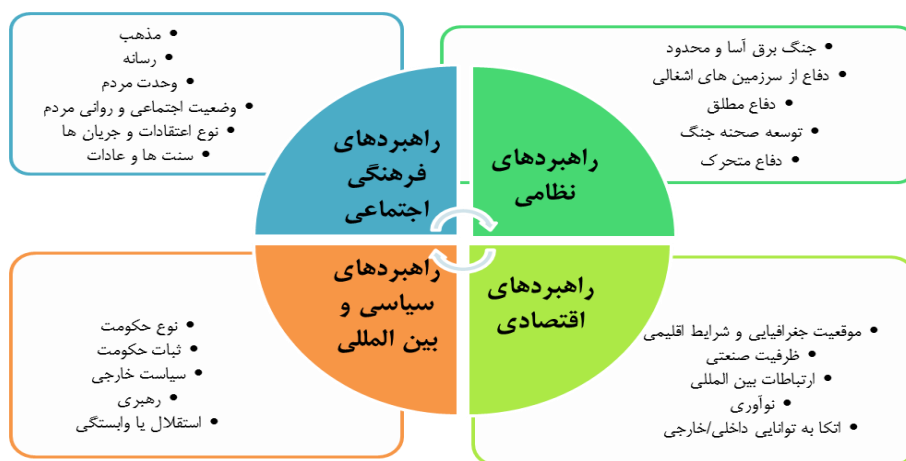 جنگ برق آسا و محدود
دفاع از سرزمین های اشغالی
دفاع مطلق
توسعه صحنه جنگ
دفاع متحرک
راهبردهای
نظامی
مذهب
رسانه
وحدت مردم
وضعیت اجتماعی و روانی مردم
نوع اعتقادات و جریان ها
سنت ها و عادات
راهبردهای
فرهنگی
اجتماعی
راهبردهای
اقتصادی
موقعیت جغرافیایی و شرایط اقلیمی
ظرفیت صنعتی
ارتباطات بین المللی
نوآوری
اتکا به توانایی داخلی/خارجی
راهبردهای
سیاسی و
بین المللی
نوع حکومت
ثبات حکومت
سیاست خارجی
رهبری
استقلال یا وابستگی